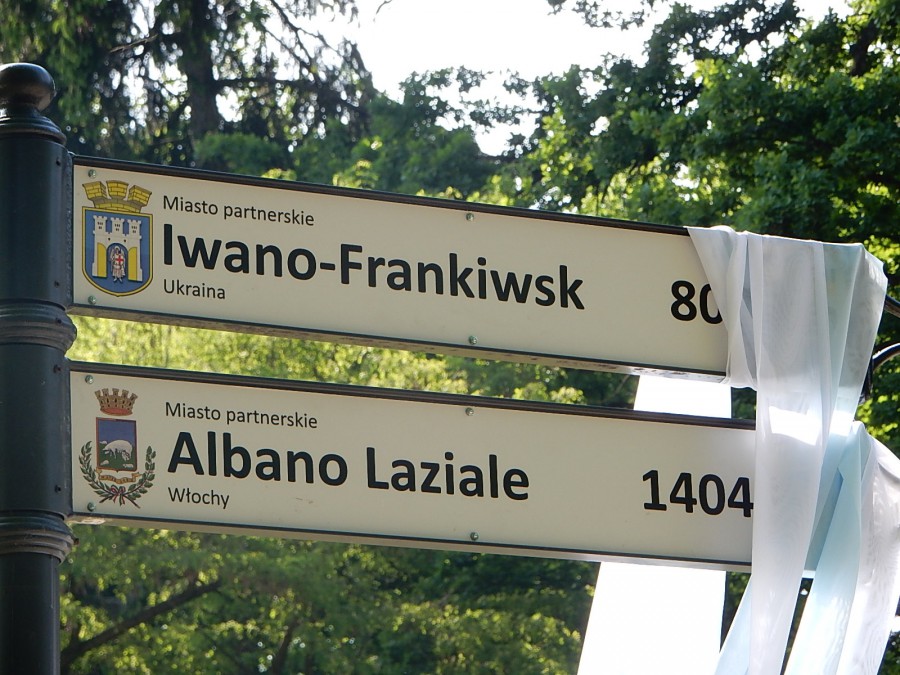 Miasto partnerskie
Iwano-Frankiwsk 80
Ukraina
Miasto partnerskie
Albano Laziale 1404
Włochy